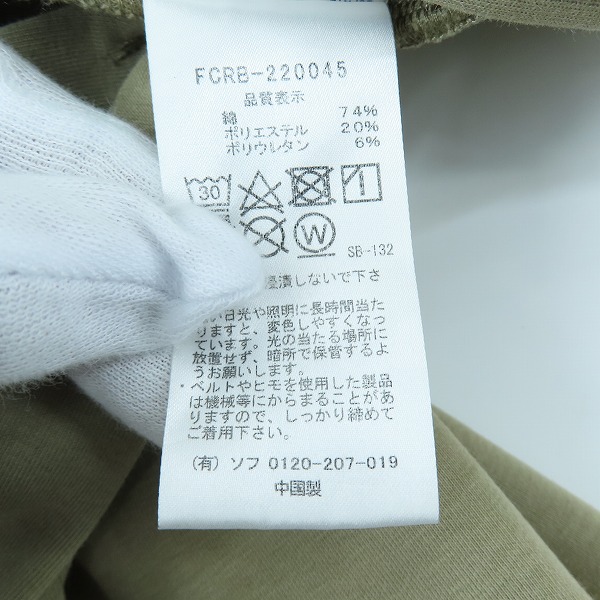 FCRB-220045
品質表示
綿 74%
ポリエステル 20%
ポリウレタン 6%
30
W
SB-132
浸漬しないで下さ
い日光や照明に長時間当た
りますと、変色しやすくなっ
ています。光の当たる場所に
放置せず、暗所で保管するよ
うお願いします。
・ベルトやヒモを使用した製品
は機械等にからまることがあ
りますので、しっかり締めて
ご着用下さい。
(有) ソフ 0120-207-019
中国製